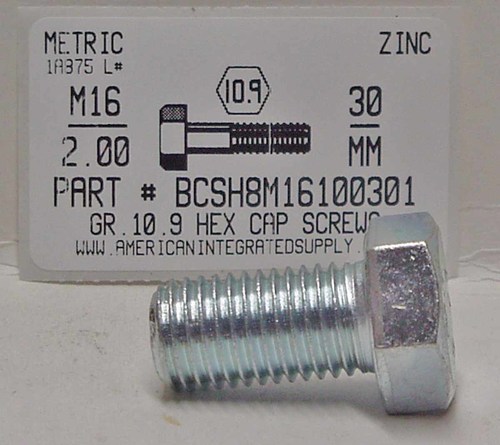 METRIC ZINC
1AB75 L#
M16 10.9 30
2.00 MM
PART # BCSH8M16100301
GR.10.9 HEX CAP SCREWS
WWW.AMERICANINTEGRATEDSUPPLY.